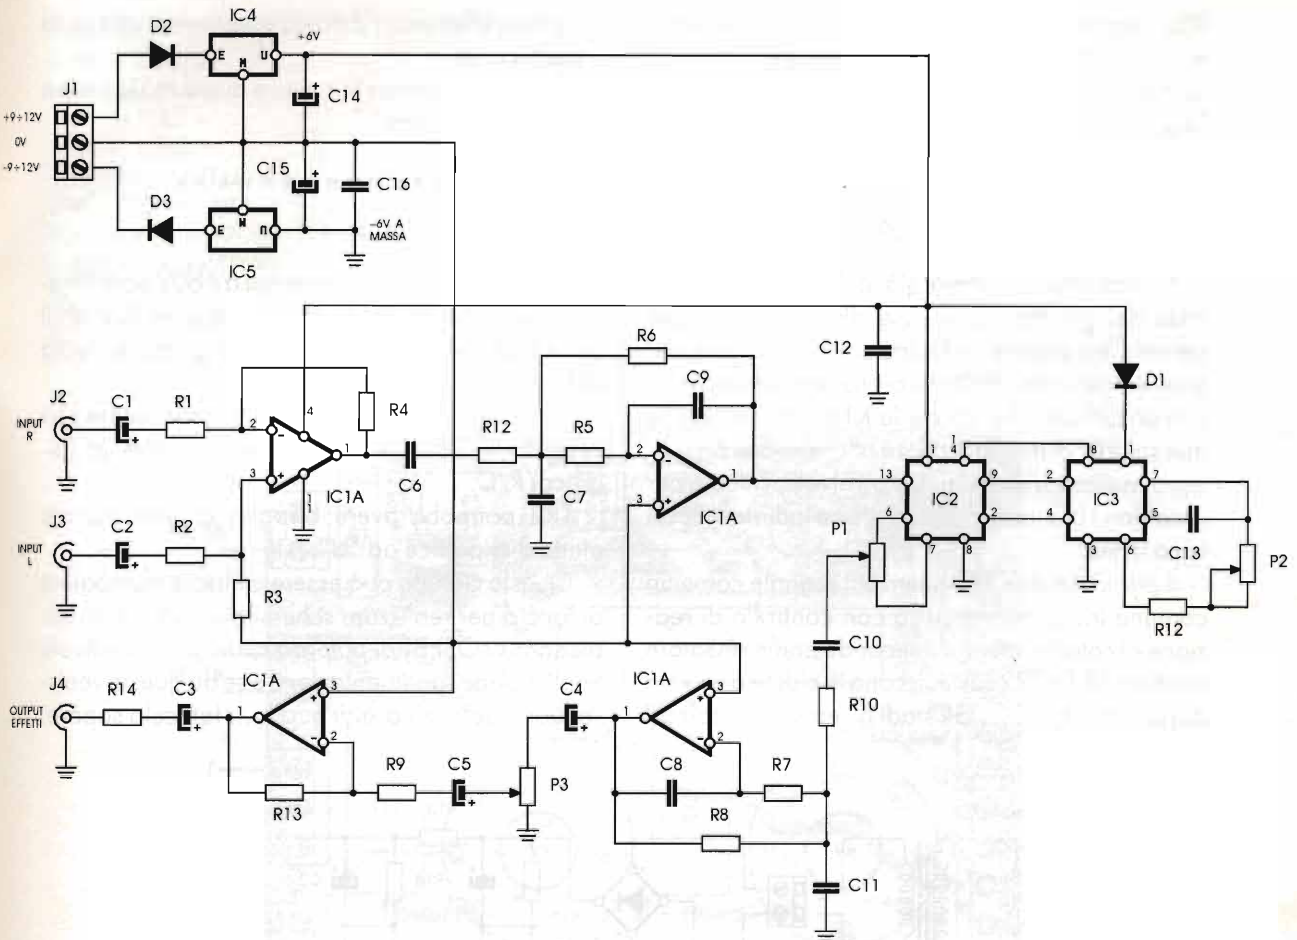 IC4
D2
+6V
E
U
M
J1
C14
+9÷12V
0V
-9÷12V
C15
C16
D3
E
M
U
-6V A
MASSA
IC5
R6
C12
C9
D1
J2
C1
R1
R4
INPUT
R
4
2
-
1
3
+
1
IC1A
R12
R5
C6
C7
2
-
1
3
+
IC1A
1
4
8
1
13
IC2
9
2
IC3
7
6
2
4
5
7
8
6
C13
P1
P2
R12
J3
C2
R2
INPUT
L
R3
C10
R10
J4
R14
C3
IC1A
C4
IC1A
OUTPUT
EFFETTI
1
3
+
-
2
1
3
+
-
2
R9
C5
P3
C8
R7
R13
R8
C11